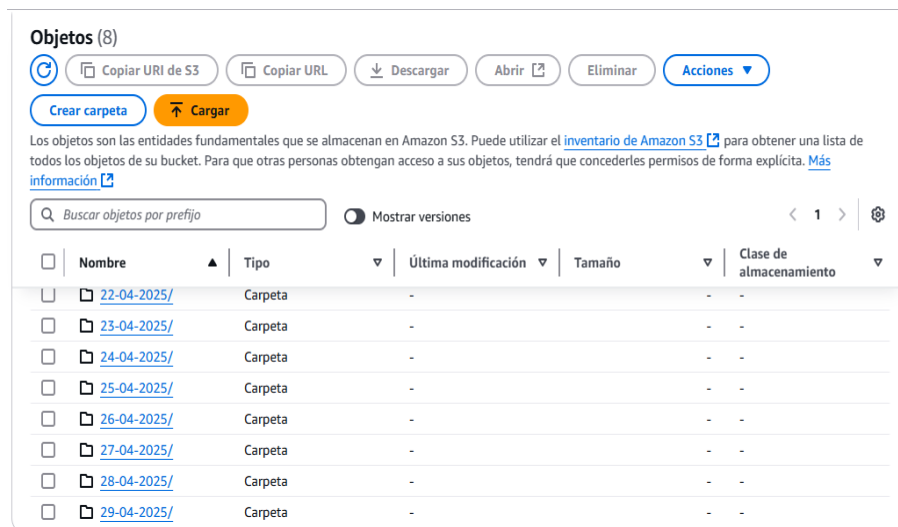 Objetos (8)
Copiar URI de S3 Copiar URL Descargar Abrir Eliminar Acciones
Crear carpeta Cargar
Los objetos son las entidades fundamentales que se almacenan en Amazon S3. Puede utilizar el inventario de Amazon S3 para obtener una lista de
todos los objetos de su bucket. Para que otras personas obtengan acceso a sus objetos, tendrá que concederles permisos de forma explícita. Más
información
Buscar objetos por prefijo Mostrar versiones 1
Nombre Tipo Última modificación Tamaño Clase de
almacenamiento
22-04-2025/ Carpeta - - -
23-04-2025/ Carpeta - - -
24-04-2025/ Carpeta - - -
25-04-2025/ Carpeta - - -
26-04-2025/ Carpeta - - -
27-04-2025/ Carpeta - - -
28-04-2025/ Carpeta - - -
29-04-2025/ Carpeta - - -